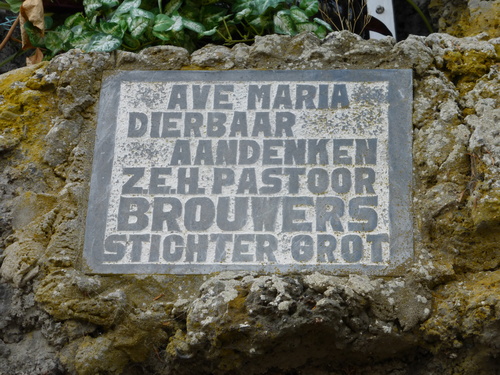 AVE MARIA
DIERBAAR
AANDENKEN
Z.E.H. PASTOOR
BROUWERS
STICHTER GROT